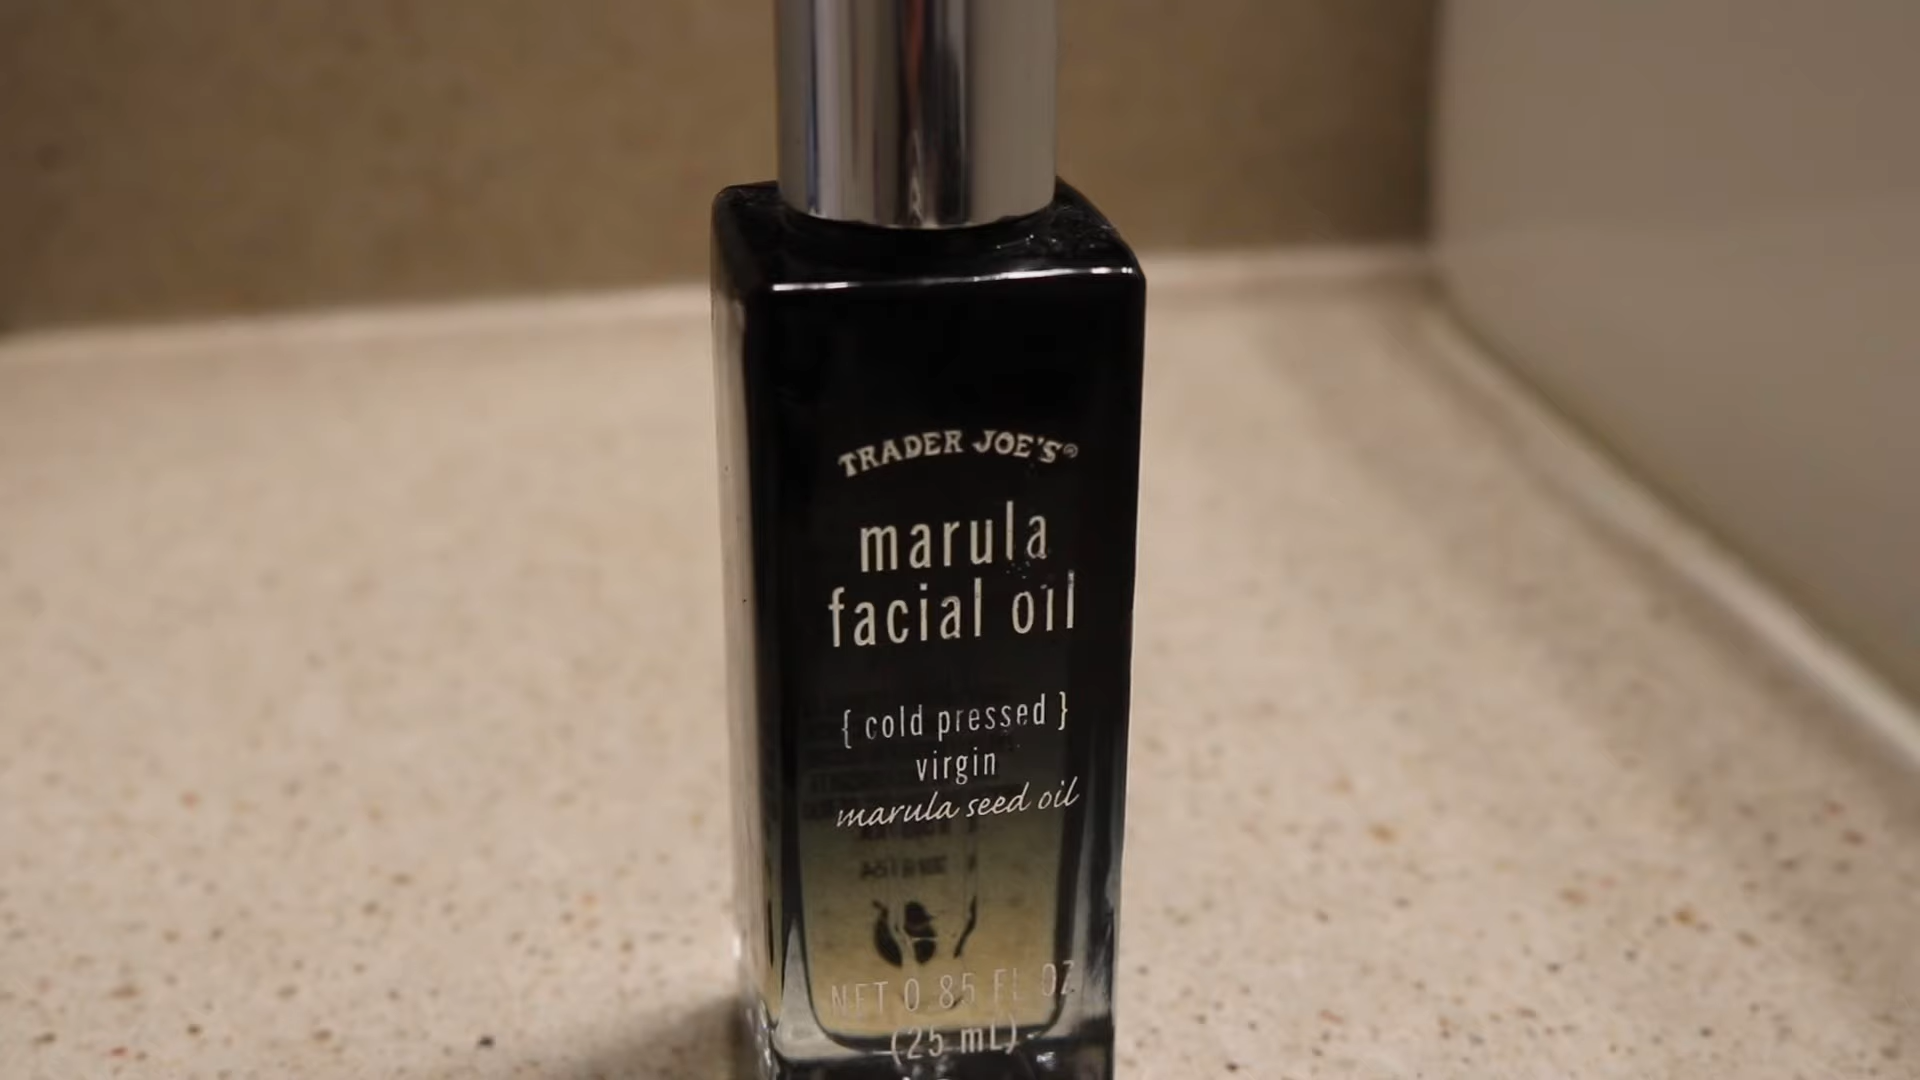 TRADER JOE'S®
marula
facial oil
{ cold pressed }
virgin
marula seed oil
NET 0.85 FL OZ
(25 mL)